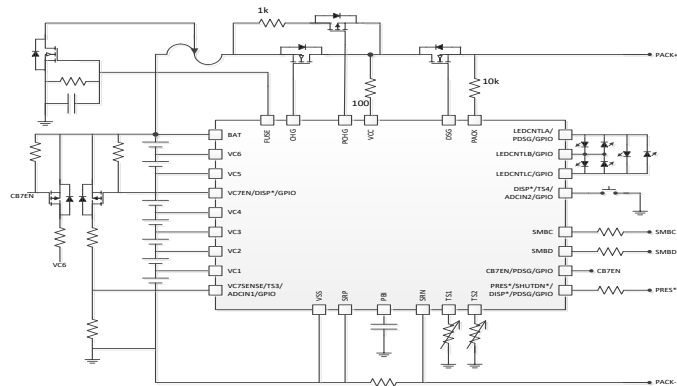 1k
PACK+
100
10k
FUSE
CHG
PCHG
VCC
DSG
PACK
BAT
VC6
VC5
VC7EN/DISP*/GPIO
VC4
VC3
VC2
VC1
VC7SENSE/TS3/
ADCIN1/GPIO
LEDCNTLA/
PDSG/GPIO
LEDCNTLB/GPIO
LEDCNTLC/GPIO
DISP*/TS4/
ADCIN2/GPIO
SMBC
SMBC
SMBD
SMBD
CB7EN/PDSG/GPIO
CB7EN
PRES*/SHUTDN*/
DISP*/PDSG/GPIO
PRES*
CB7EN
VC6
VSS
SRP
PBI
SRN
TS1
TS2
PACK-